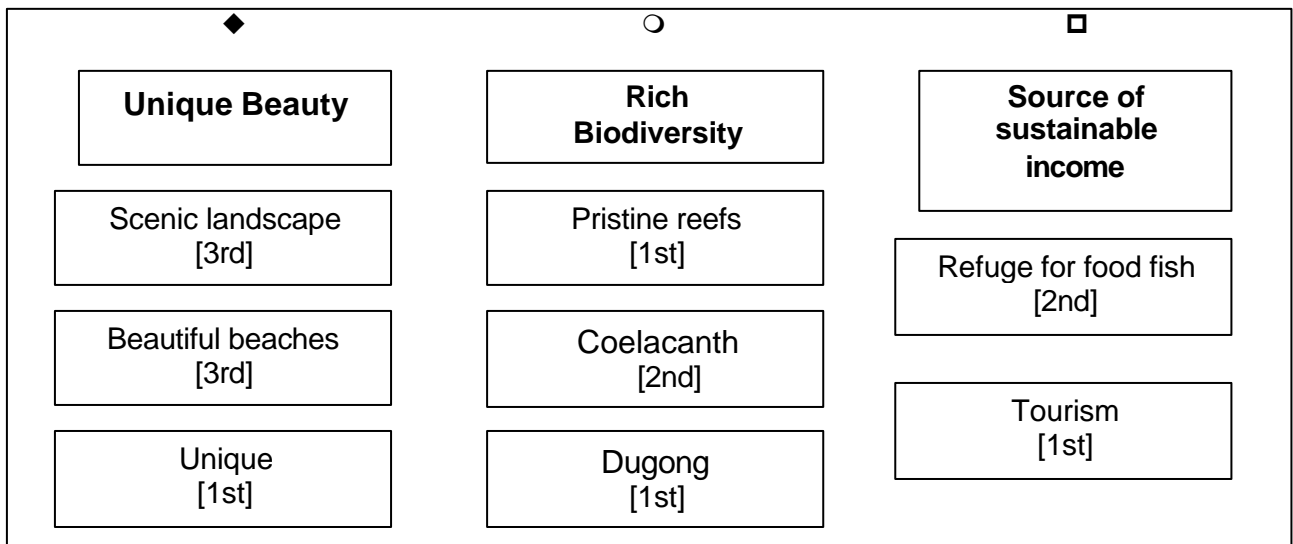 Unique Beauty
Scenic landscape
[3rd]
Beautiful beaches
[3rd]
Unique
[1st]
Rich
Biodiversity
Pristine reefs
[1st]
Coelacanth
[2nd]
Dugong
[1st]
Source of
sustainable
income
Refuge for food fish
[2nd]
Tourism
[1st]